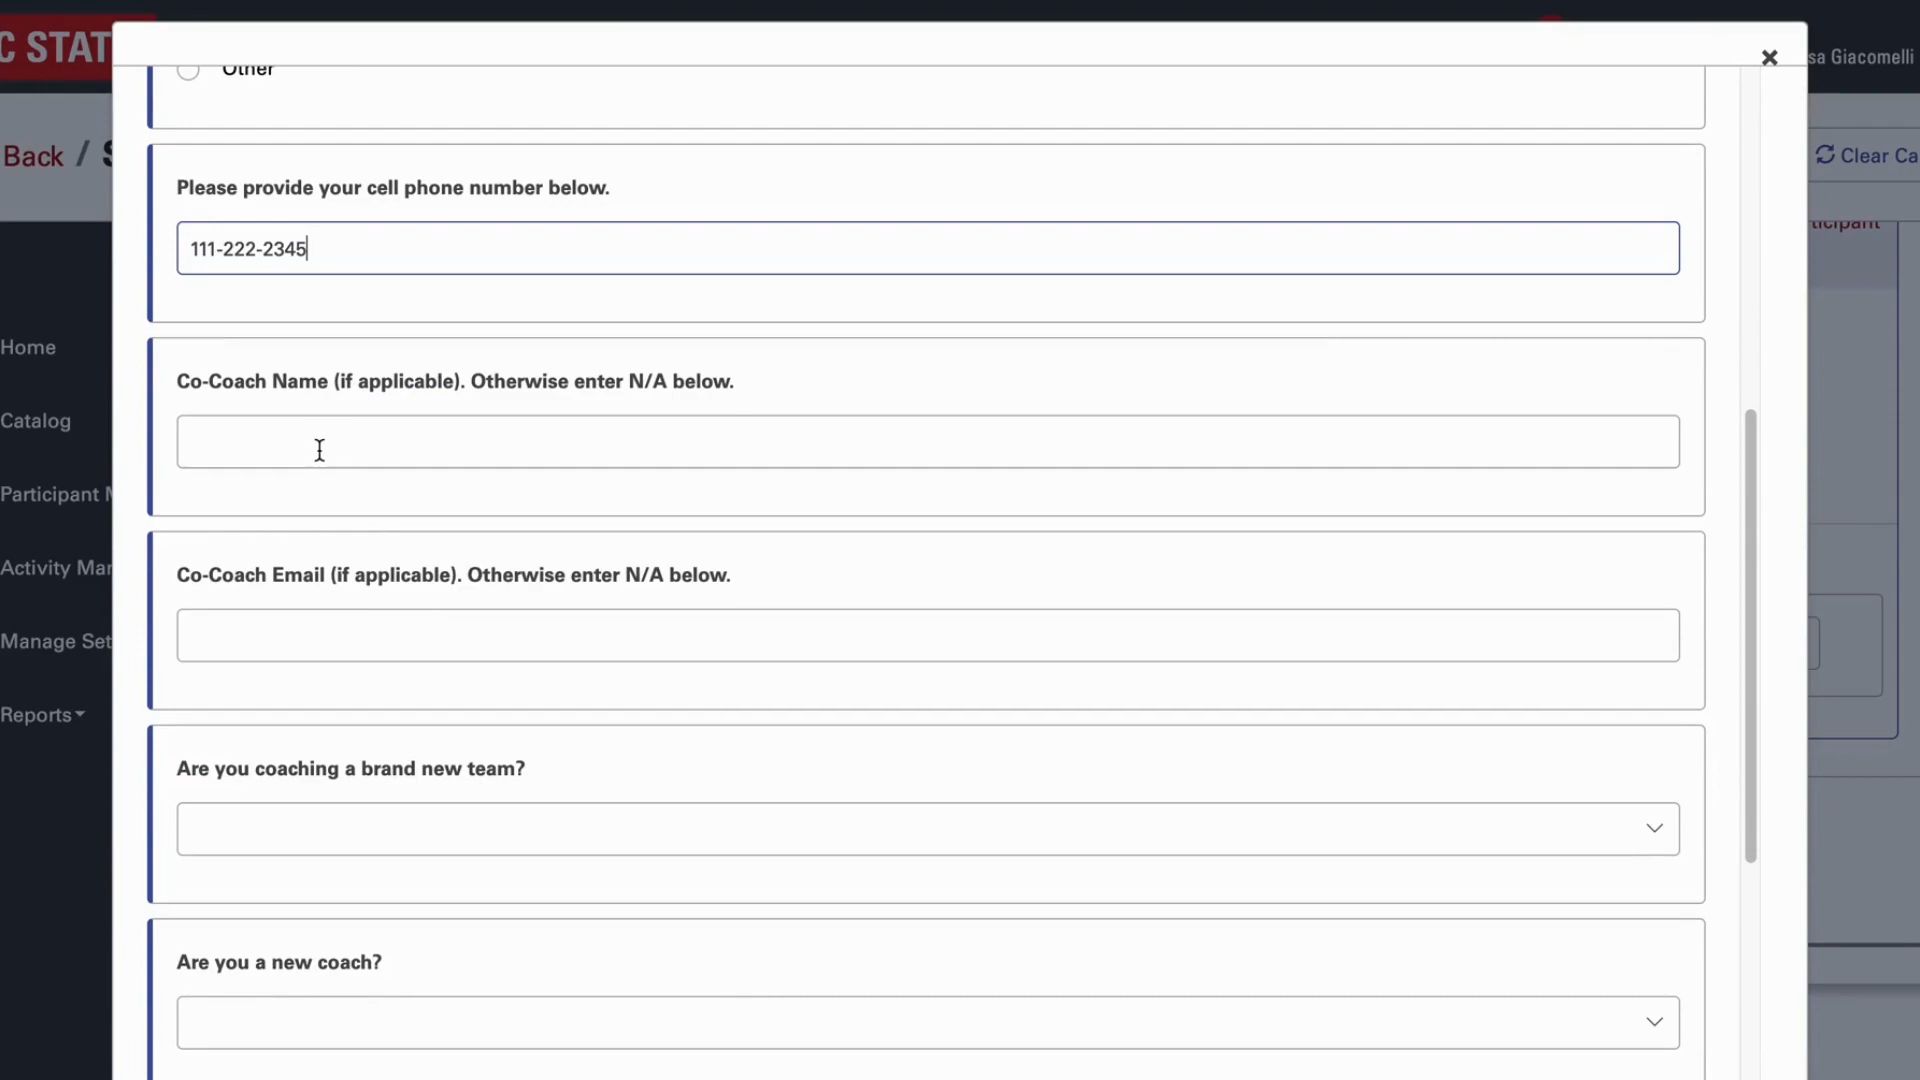 C STAT
sa Giacomelli
Other
Back /
Clear Ca
Please provide your cell phone number below.
111-222-2345
Home
Co-Coach Name (if applicable). Otherwise enter N/A below.
Catalog
Participant
Co-Coach Email (if applicable). Otherwise enter N/A below.
Activity Mar
Manage Set
Reports
Are you coaching a brand new team?
Are you a new coach?